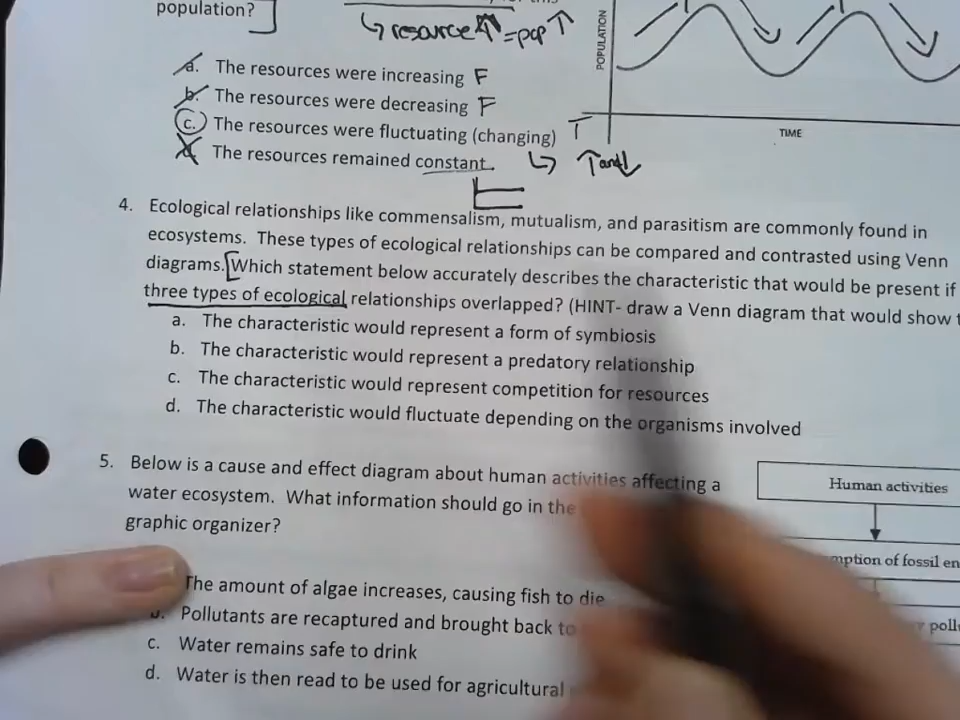 population?
↳ resource ↑ = pop ↑
POPULATION
a. The resources were increasing F
b. The resources were decreasing F
c. The resources were fluctuating (changing) T
TIME
d. The resources remained constant.
↳ ↑ and ↓
4. Ecological relationships like commensalism, mutualism, and parasitism are commonly found in
ecosystems. These types of ecological relationships can be compared and contrasted using Venn
diagrams. Which statement below accurately describes the characteristic that would be present if
three types of ecological relationships overlapped? (HINT- draw a Venn diagram that would show
a. The characteristic would represent a form of symbiosis
b. The characteristic would represent a predatory relationship
c. The characteristic would represent competition for resources
d. The characteristic would fluctuate depending on the organisms involved
5. Below is a cause and effect diagram about human activities affecting a
water ecosystem. What information should go in the
graphic organizer?
Human activities
mption of fossil en
poll
The amount of algae increases, causing fish to die
b. Pollutants are recaptured and brought back to
c. Water remains safe to drink
d. Water is then read to be used for agricultural